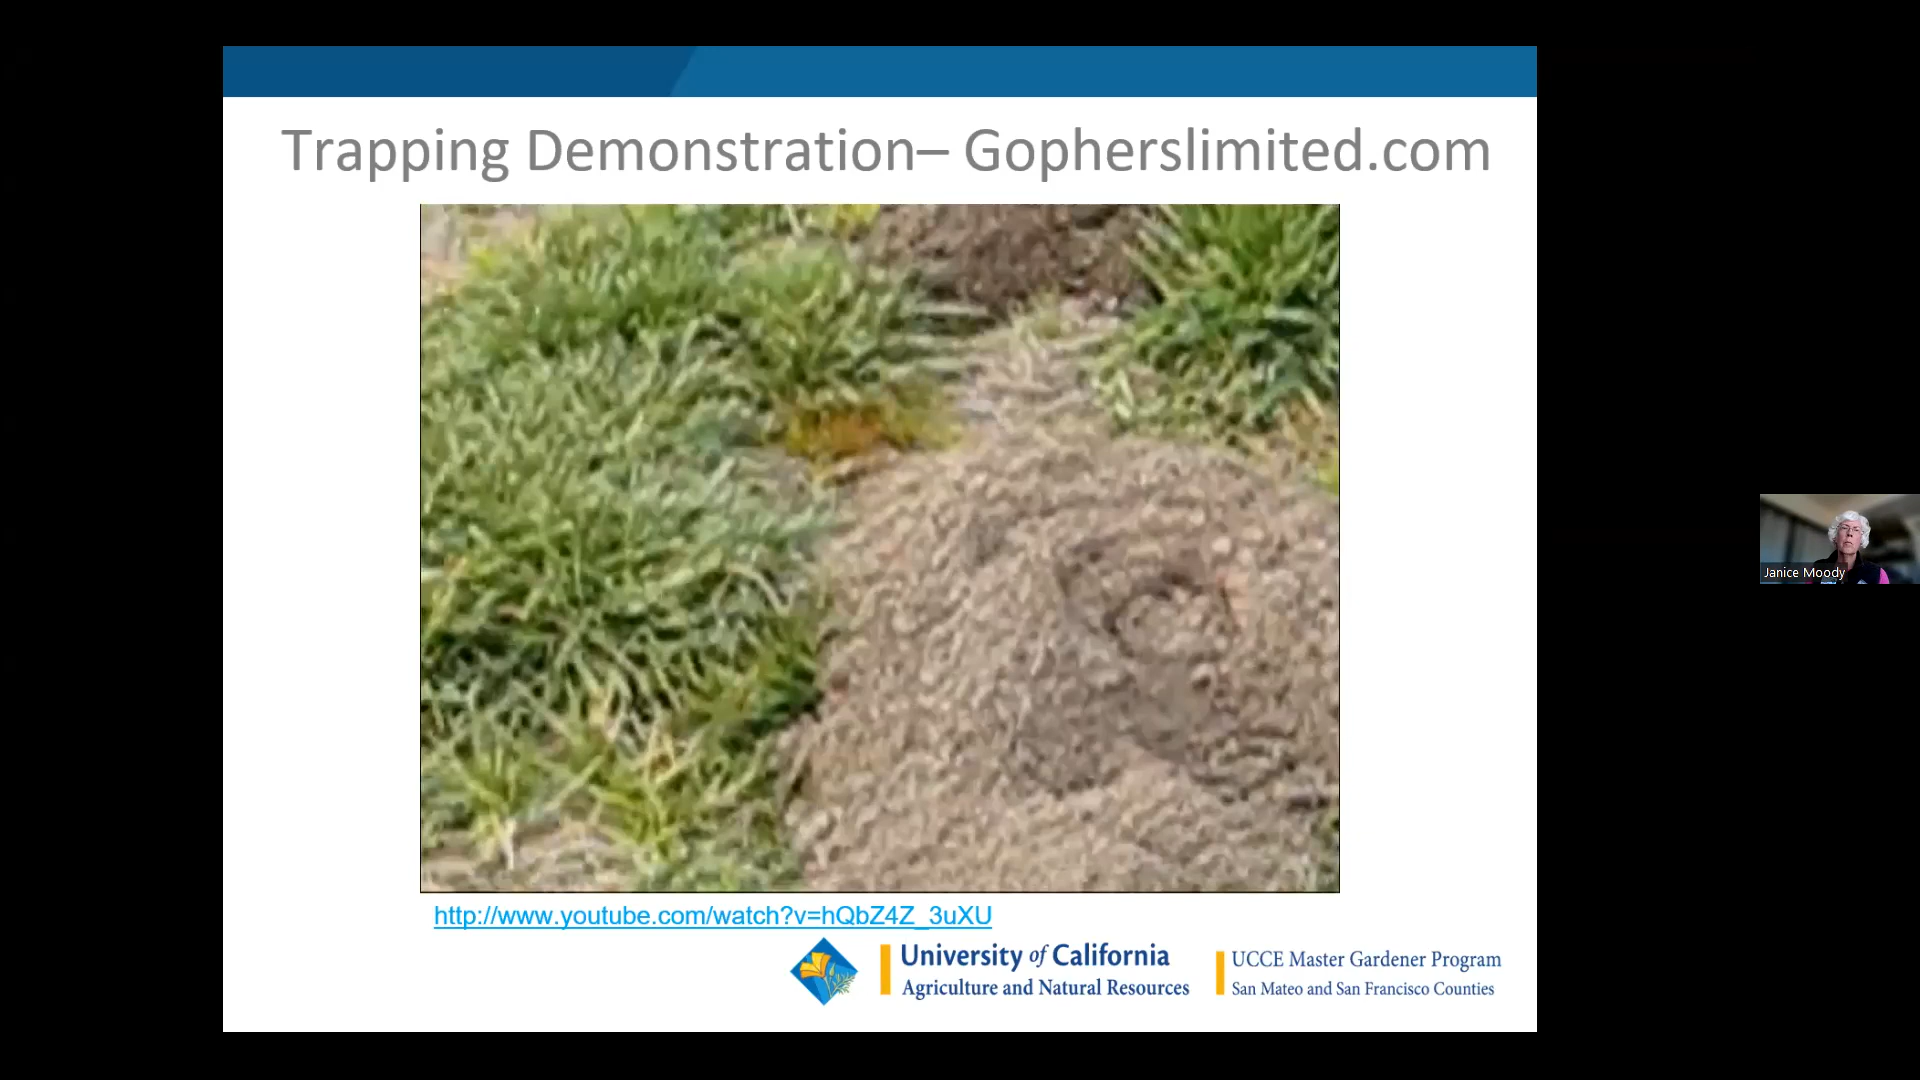 Trapping Demonstration– Gopherslimited.com
http://www.youtube.com/watch?v=hQbZ4Z_3uXU
University of California
Agriculture and Natural Resources
UCCE Master Gardener Program
San Mateo and San Francisco Counties
Janice Moody